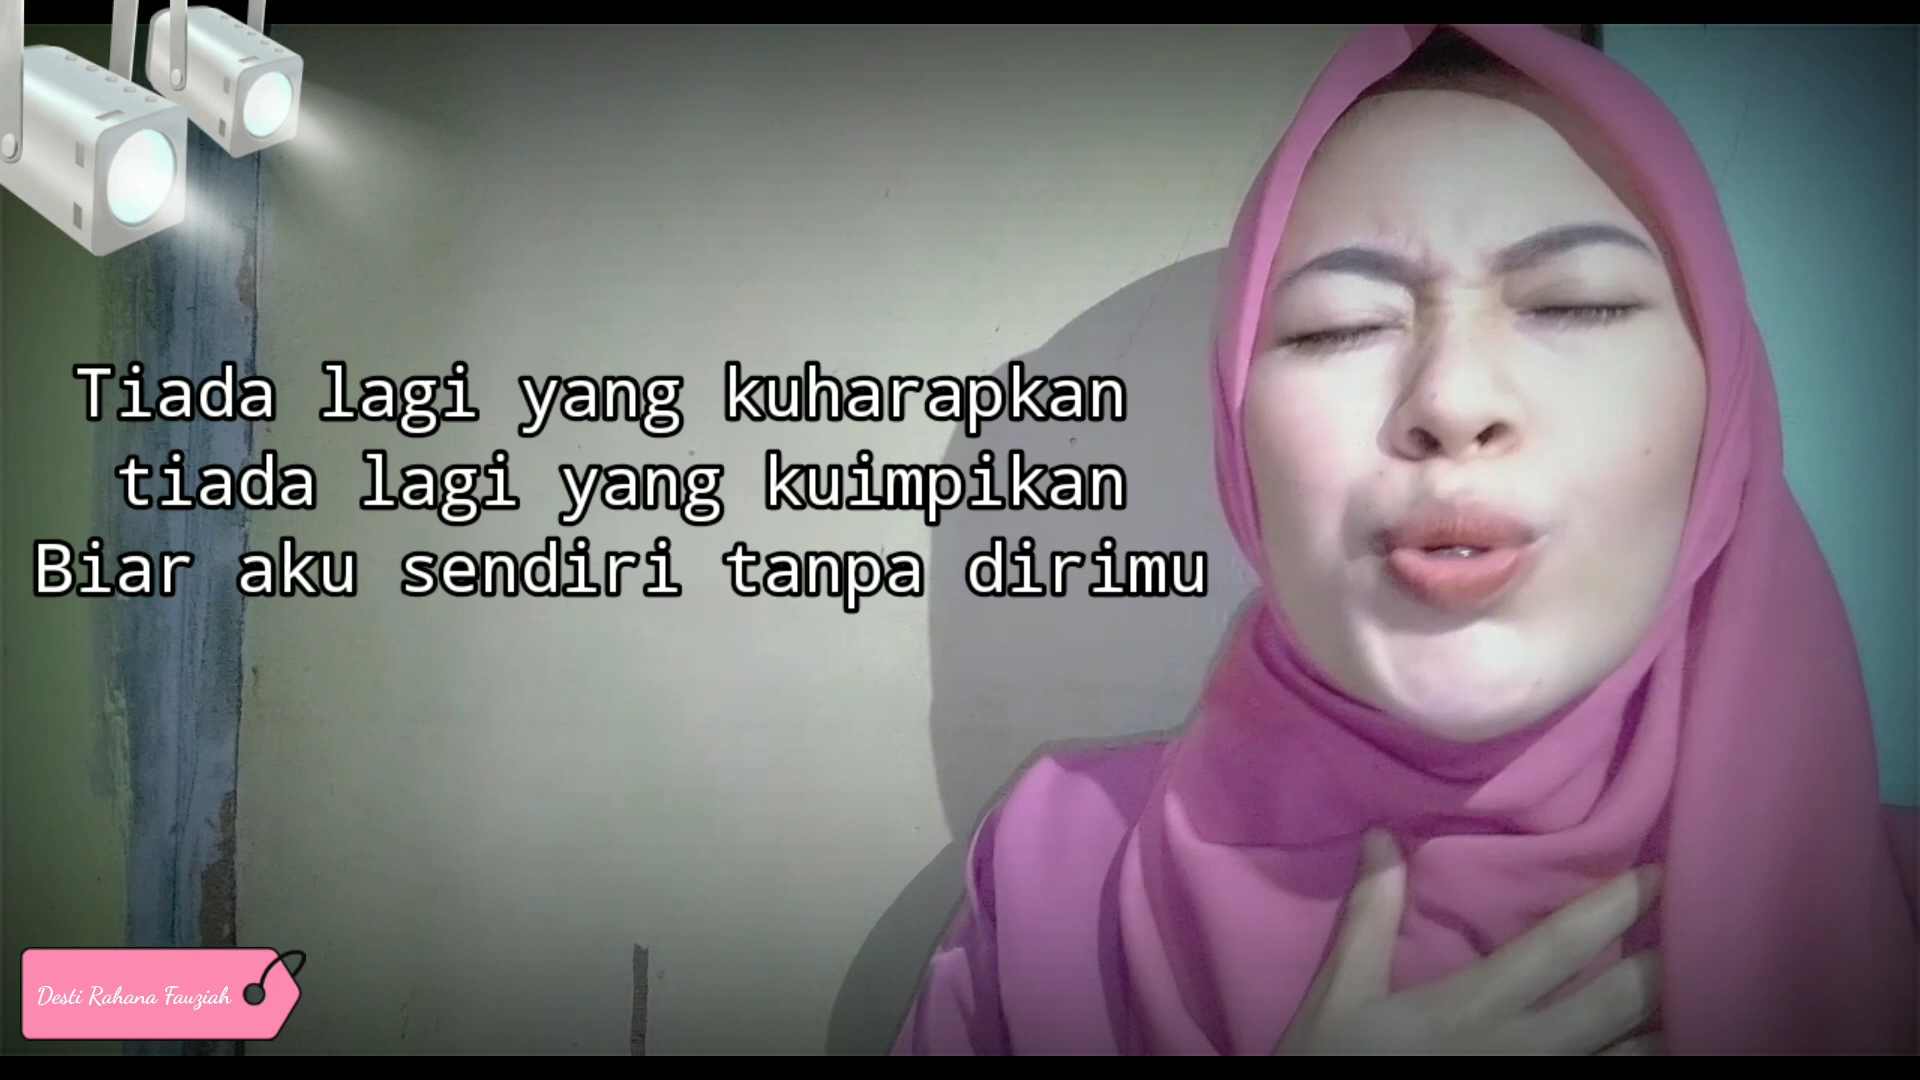 Tiada lagi yang kuharapkan
tiada lagi yang kuimpikan
Biar aku sendiri tanpa dirimu
Desti Rahana Fauziah